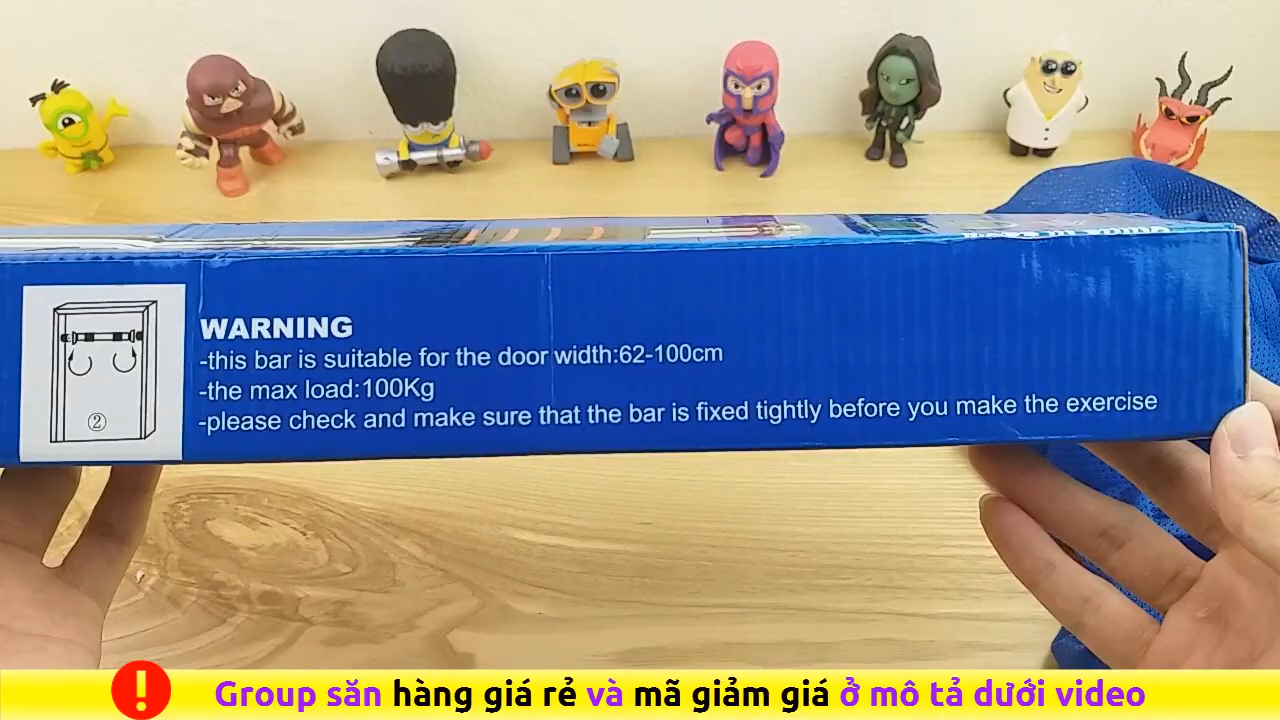 WARNING
-this bar is suitable for the door width:62-100cm
-the max load:100Kg
-please check and make sure that the bar is fixed tightly before you make the exercise
②
Group săn hàng giá rẻ và mã giảm giá ở mô tả dưới video